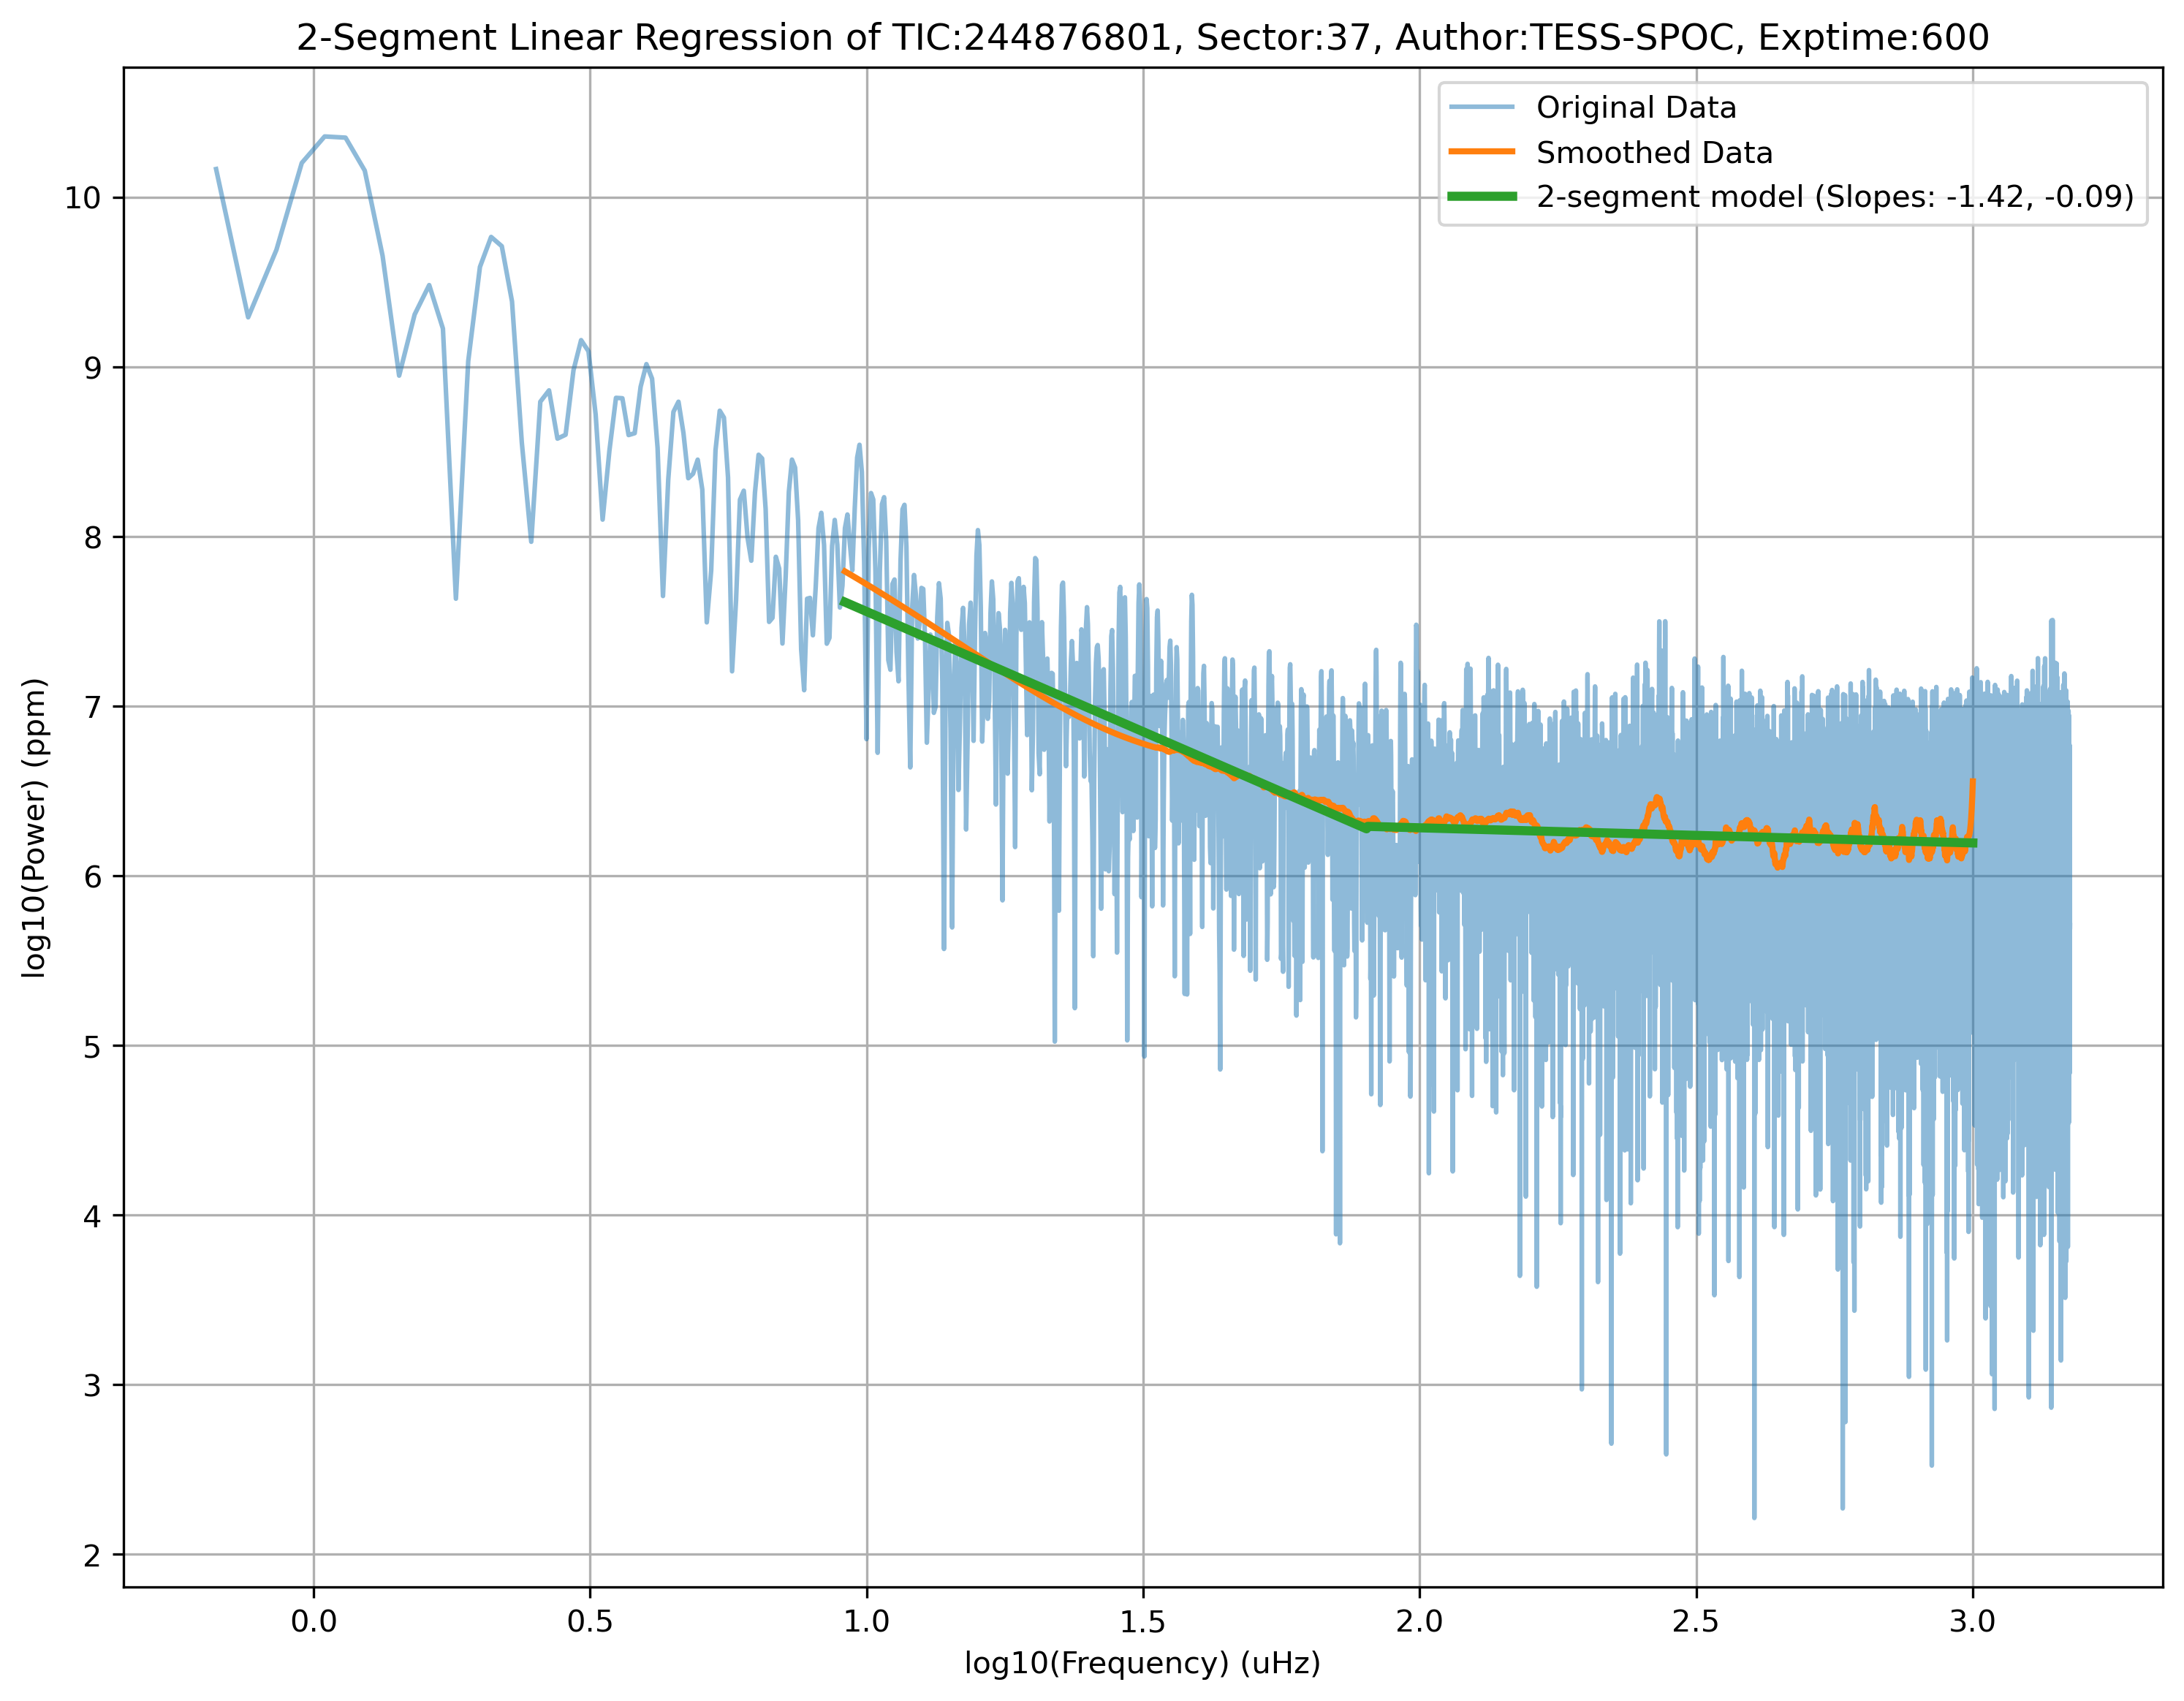 2-Segment Linear Regression of TIC:244876801, Sector:37, Author:TESS-SPOC, Exptime:600
Original Data
Smoothed Data
2-segment model (Slopes: -1.42, -0.09)
log10(Power) (ppm)
10
9
8
7
6
5
4
3
2
0.0 0.5 1.0 1.5 2.0 2.5 3.0
log10(Frequency) (uHz)